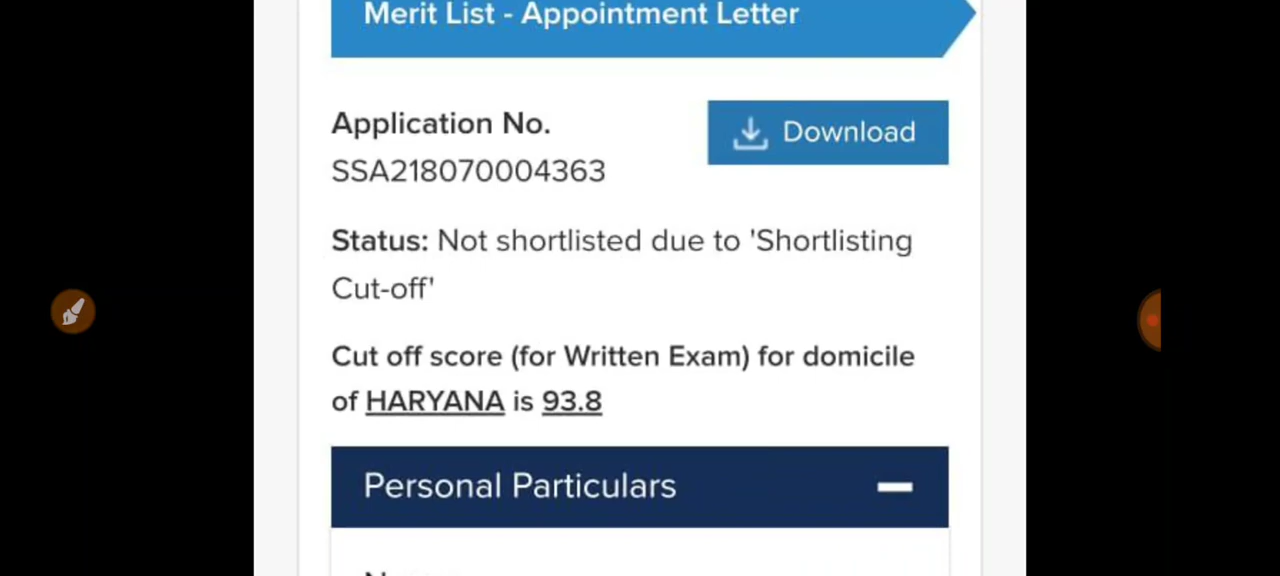 Merit List - Appointment Letter
Application No.
Download
SSA218070004363
Status: Not shortlisted due to 'Shortlisting
Cut-off'
Cut off score (for Written Exam) for domicile
of HARYANA is 93.8
Personal Particulars